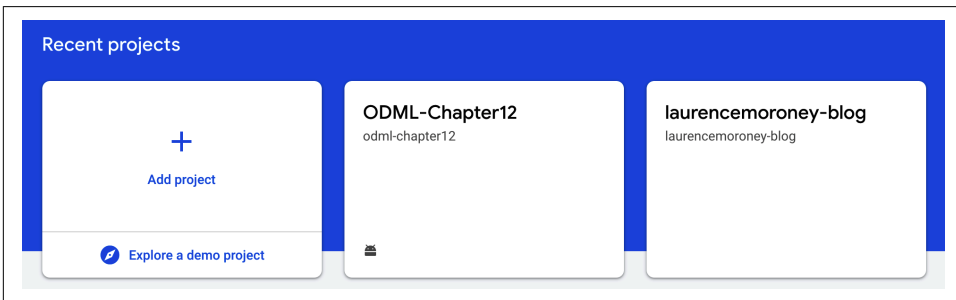 Recent projects
Add project
Explore a demo project
ODML-Chapter12
odml-chapter12
laurencemoroney-blog
laurencemoroney-blog